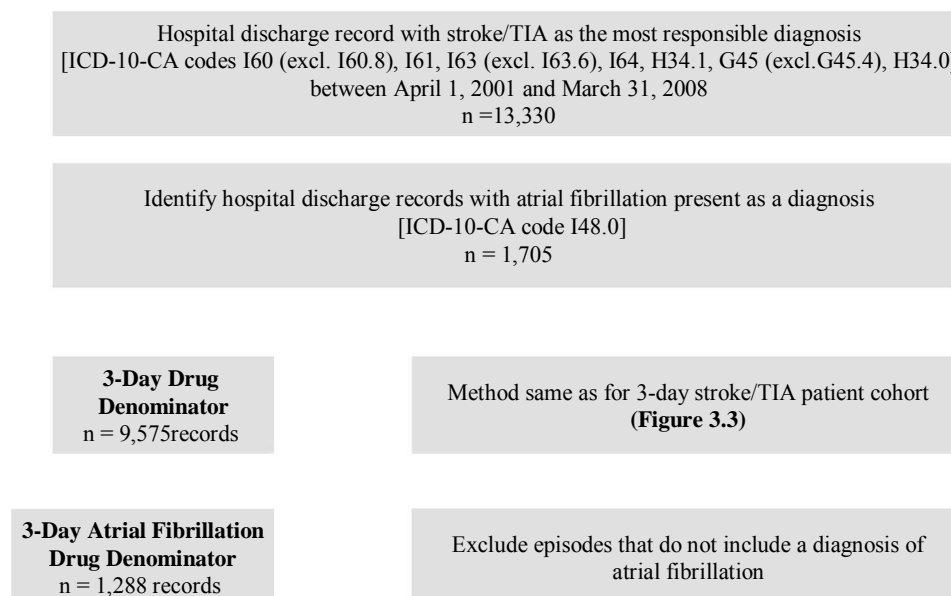 Hospital discharge record with stroke/TIA as the most responsible diagnosis
[ICD-10-CA codes I60 (excl. I60.8), I61, I63 (excl. I63.6), I64, H34.1, G45 (excl.G45.4), H34.0]
between April 1, 2001 and March 31, 2008
n =13,330
Identify hospital discharge records with atrial fibrillation present as a diagnosis
[ICD-10-CA code I48.0]
n = 1,705
3-Day Drug
Denominator
n = 9,575records
Method same as for 3-day stroke/TIA patient cohort
(Figure 3.3)
3-Day Atrial Fibrillation
Drug Denominator
n = 1,288 records
Exclude episodes that do not include a diagnosis of
atrial fibrillation